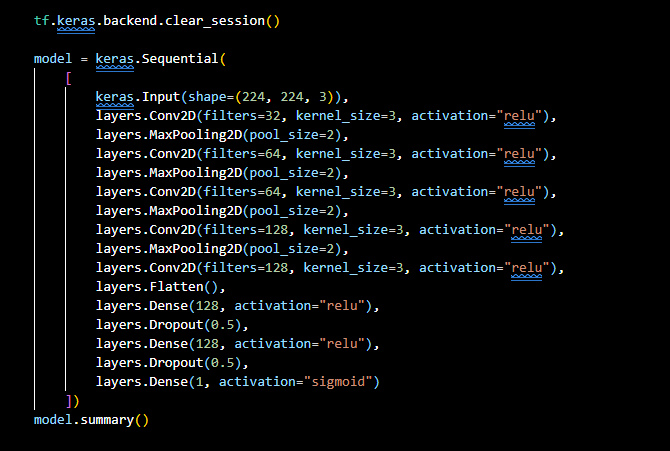 tf.keras.backend.clear_session()
model = keras.Sequential(
[
keras.Input(shape=(224, 224, 3)),
layers.Conv2D(filters=32, kernel_size=3, activation="relu"),
layers.MaxPooling2D(pool_size=2),
layers.Conv2D(filters=64, kernel_size=3, activation="relu"),
layers.MaxPooling2D(pool_size=2),
layers.Conv2D(filters=64, kernel_size=3, activation="relu"),
layers.MaxPooling2D(pool_size=2),
layers.Conv2D(filters=128, kernel_size=3, activation="relu"),
layers.MaxPooling2D(pool_size=2),
layers.Conv2D(filters=128, kernel_size=3, activation="relu"),
layers.Flatten(),
layers.Dense(128, activation="relu"),
layers.Dropout(0.5),
layers.Dense(128, activation="relu"),
layers.Dropout(0.5),
layers.Dense(1, activation="sigmoid")
])
model.summary()